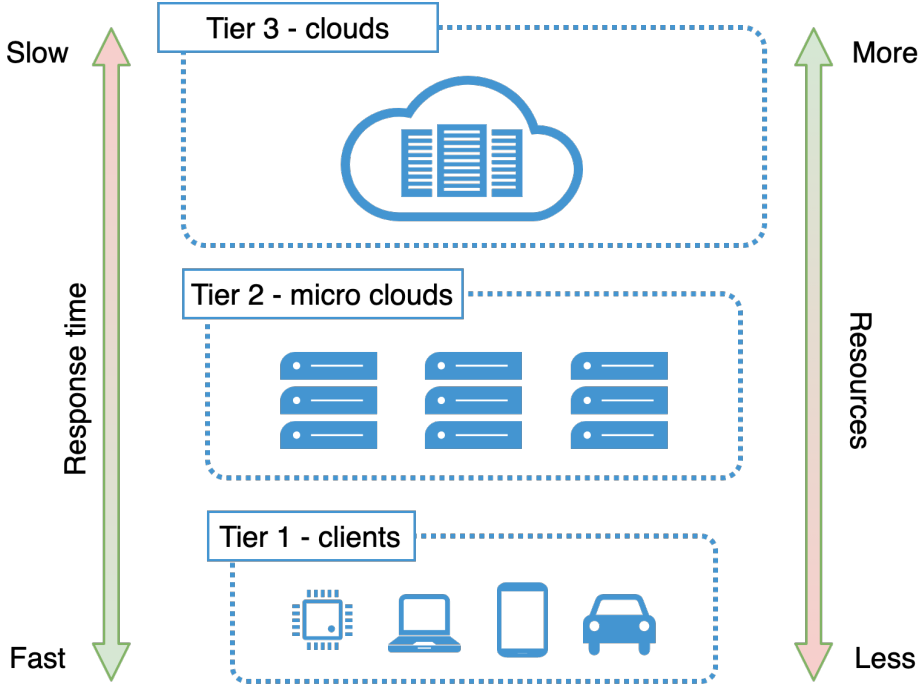 Tier 3 - clouds
Slow
More
Tier 2 - micro clouds
Response time
Resources
Tier 1 - clients
Fast
Less